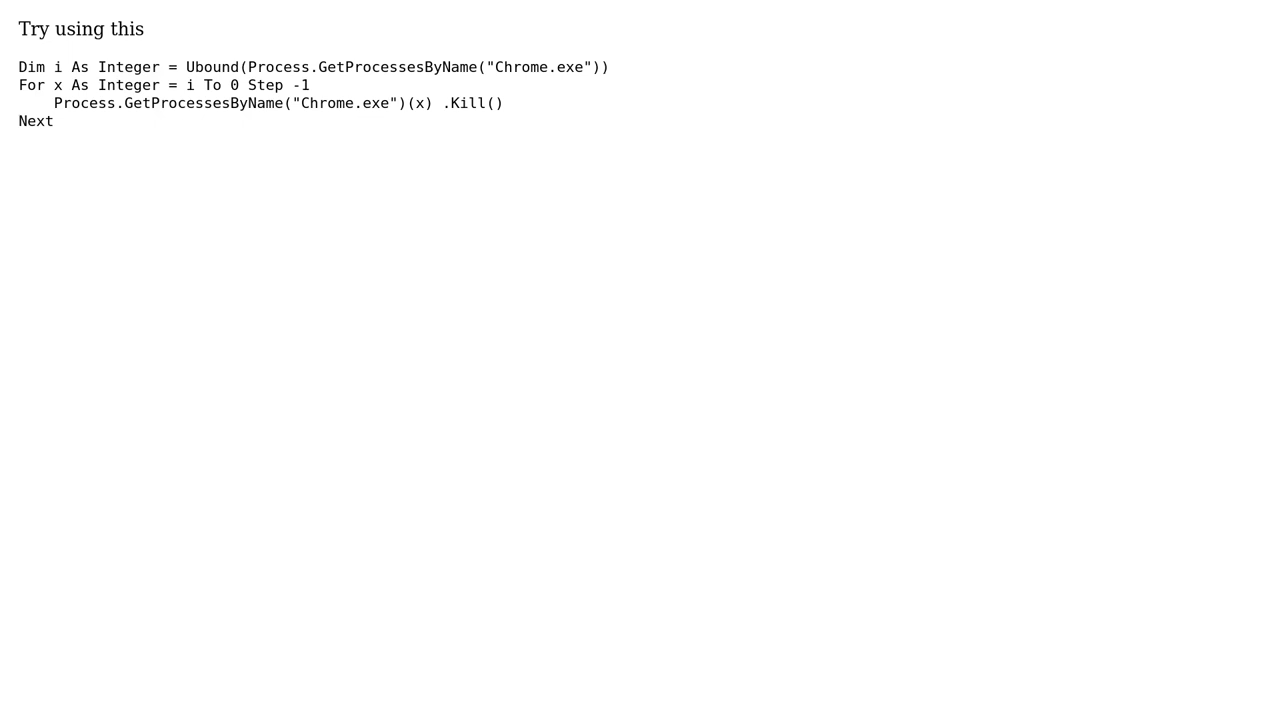 Try using this
Dim i As Integer = Ubound(Process.GetProcessesByName("Chrome.exe"))
For x As Integer = i To 0 Step -1
    Process.GetProcessesByName("Chrome.exe")(x) .Kill()
Next